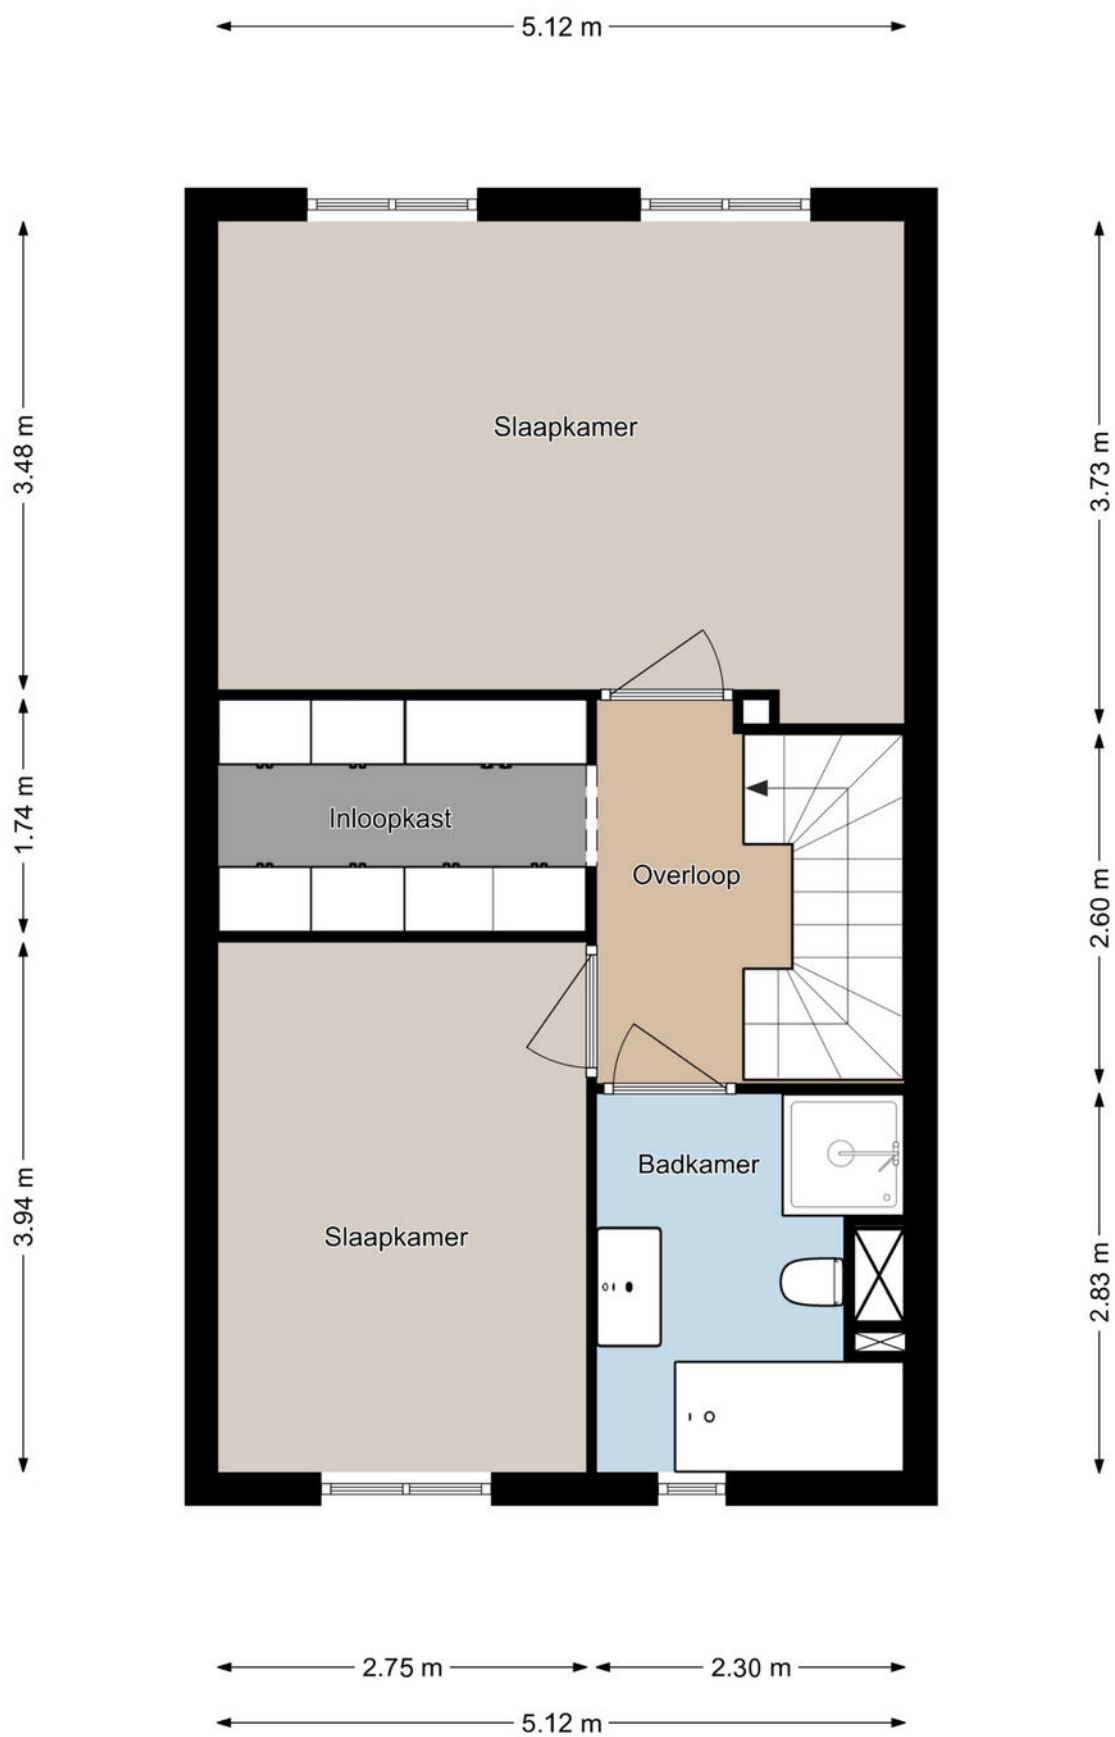 5.12 m
3.48 m
3.73 m
Slaapkamer
1.74 m
Inloopkast
Overloop
2.60 m
Badkamer
3.94 m
Slaapkamer
2.83 m
2.75 m
2.30 m
5.12 m